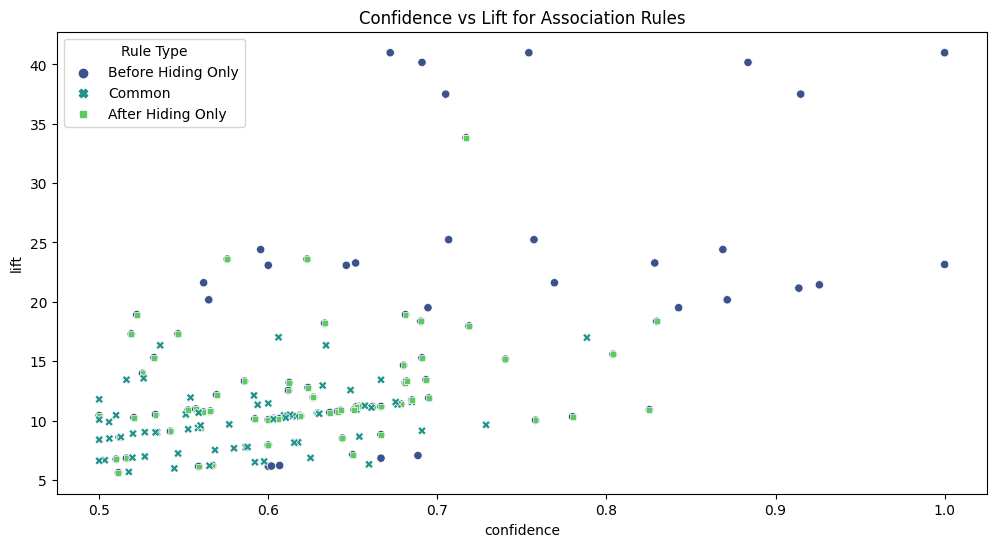 Confidence vs Lift for Association Rules
Rule Type
Before Hiding Only
Common
After Hiding Only
lift
40
35
30
25
20
15
10
5
0.5 0.6 0.7 0.8 0.9 1.0
confidence